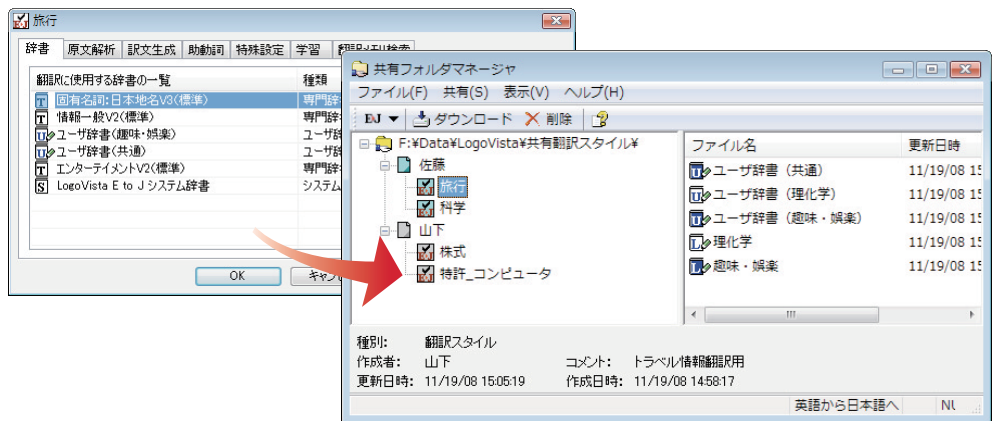 旅行
辞書 原文解析 訳文生成 助動詞 特殊設定 学習 翻訳メモリ検索
翻訳に使用する辞書の一覧 種類
固有名詞:日本地名V3(標準) 専門辞
情報一般V2(標準) 専門辞
ユーザ辞書(趣味・娯楽) ユーザ辞
ユーザ辞書(共通) ユーザ辞
エンターテイメントV2(標準) 専門辞
LogoVista E to J システム辞書 システム
OK キャン
共有フォルダマネージャ
ファイル(F) 共有(S) 表示(V) ヘルプ(H)
EVJ ダウンロード 削除
F:¥Data¥LogoVista¥共有翻訳スタイル¥
佐藤
旅行
科学
山下
株式
特許_コンピュータ
ファイル名 更新日時
ユーザ辞書（共通） 11/19/08 15
ユーザ辞書（理化学） 11/19/08 15
ユーザ辞書（趣味・娯楽） 11/19/08 15
理化学 11/19/08 15
趣味・娯楽 11/19/08 15
種別: 翻訳スタイル
作成者: 山下 コメント: トラベル情報翻訳用
更新日時: 11/19/08 15:05:19 作成日時: 11/19/08 14:58:17
英語から日本語へ NU